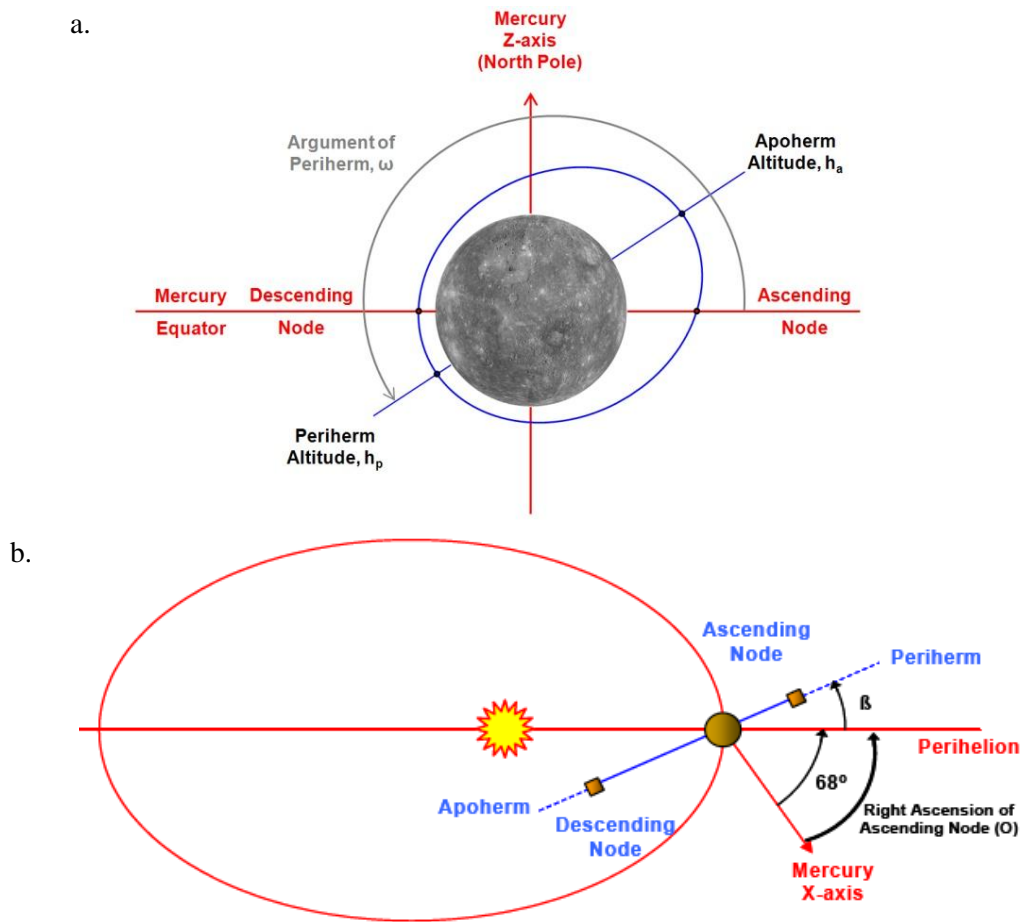 a.
Mercury
Z-axis
(North Pole)
Argument of
Periherm, ω
Apoherm
Altitude, hₐ
Mercury
Equator
Descending
Node
Ascending
Node
Periherm
Altitude, hₚ
b.
Ascending
Node
Periherm
ß
Perihelion
68º
Apoherm
Descending
Node
Right Ascension of
Ascending Node (O)
Mercury
X-axis